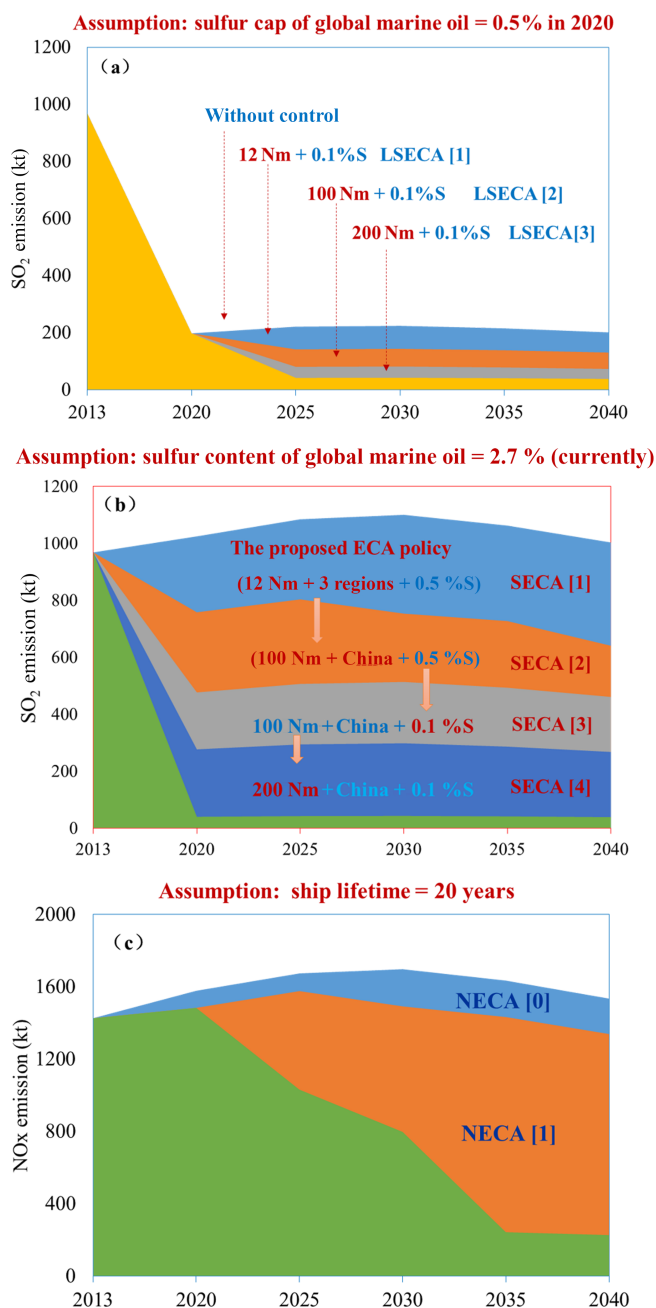 Assumption: sulfur cap of global marine oil = 0.5% in 2020
1200
（a）
1000
Without control
12 Nm + 0.1%S LSECA [1]
800
100 Nm + 0.1%S LSECA [2]
600
200 Nm + 0.1%S LSECA[3]
400
200
0
SO₂ emission (kt)
2013 2020 2025 2030 2035 2040
Assumption: sulfur content of global marine oil = 2.7 % (currently)
1200
（b）
1000
The proposed ECA policy
(12 Nm + 3 regions + 0.5 %S) SECA [1]
800
600
(100 Nm + China + 0.5 %S) SECA [2]
400
100 Nm + China + 0.1 %S SECA [3]
200
200 Nm + China + 0.1 %S SECA [4]
0
SO₂ emission (kt)
2013 2020 2025 2030 2035 2040
Assumption: ship lifetime = 20 years
2000
（c）
1600
NECA [0]
1200
800
NECA [1]
400
0
NOx emission (kt)
2013 2020 2025 2030 2035 2040